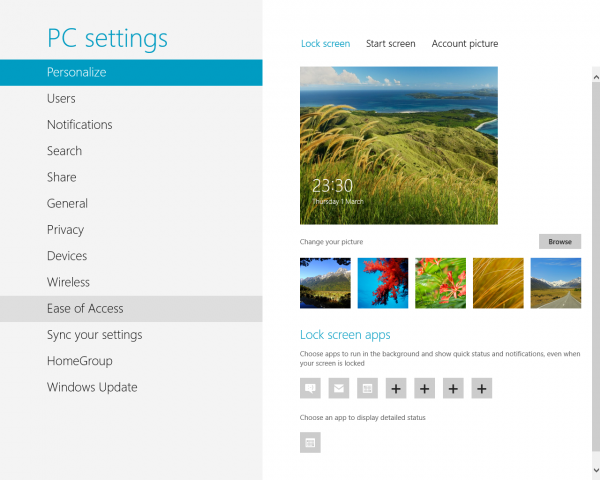 PC settings
Personalize
Users
Notifications
Search
Share
General
Privacy
Devices
Wireless
Ease of Access
Sync your settings
HomeGroup
Windows Update
Lock screen
Start screen
Account picture
23:30
Thursday 1 March
Change your picture
Browse
Lock screen apps
Choose apps to run in the background and show quick status and notifications, even when
your screen is locked
Choose an app to display detailed status